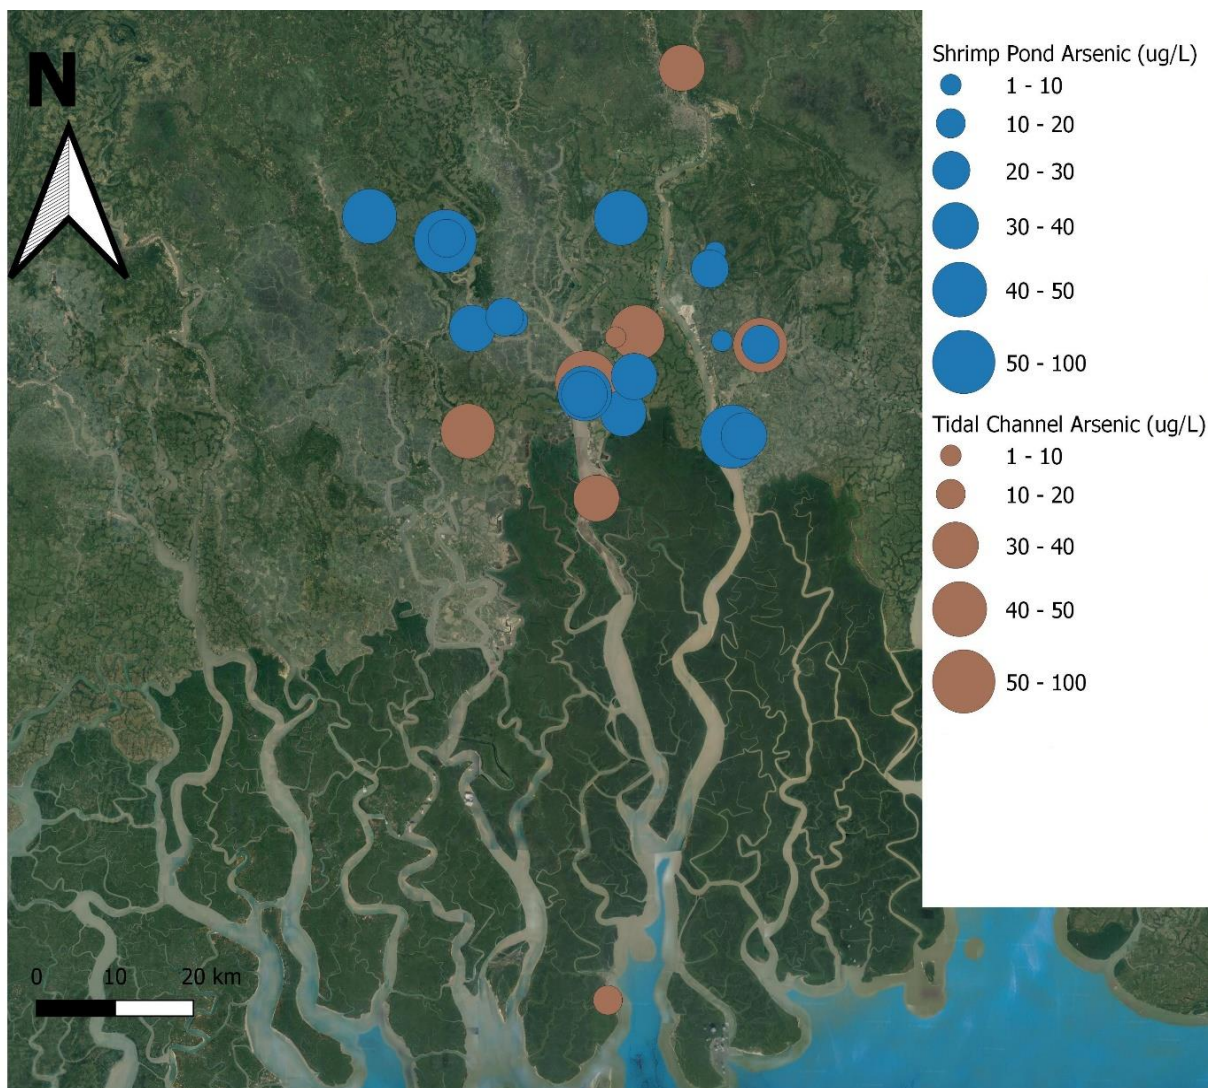 N
Shrimp Pond Arsenic (ug/L)
1 - 10
10 - 20
20 - 30
30 - 40
40 - 50
50 - 100
Tidal Channel Arsenic (ug/L)
1 - 10
10 - 20
30 - 40
40 - 50
50 - 100
0 10 20 km